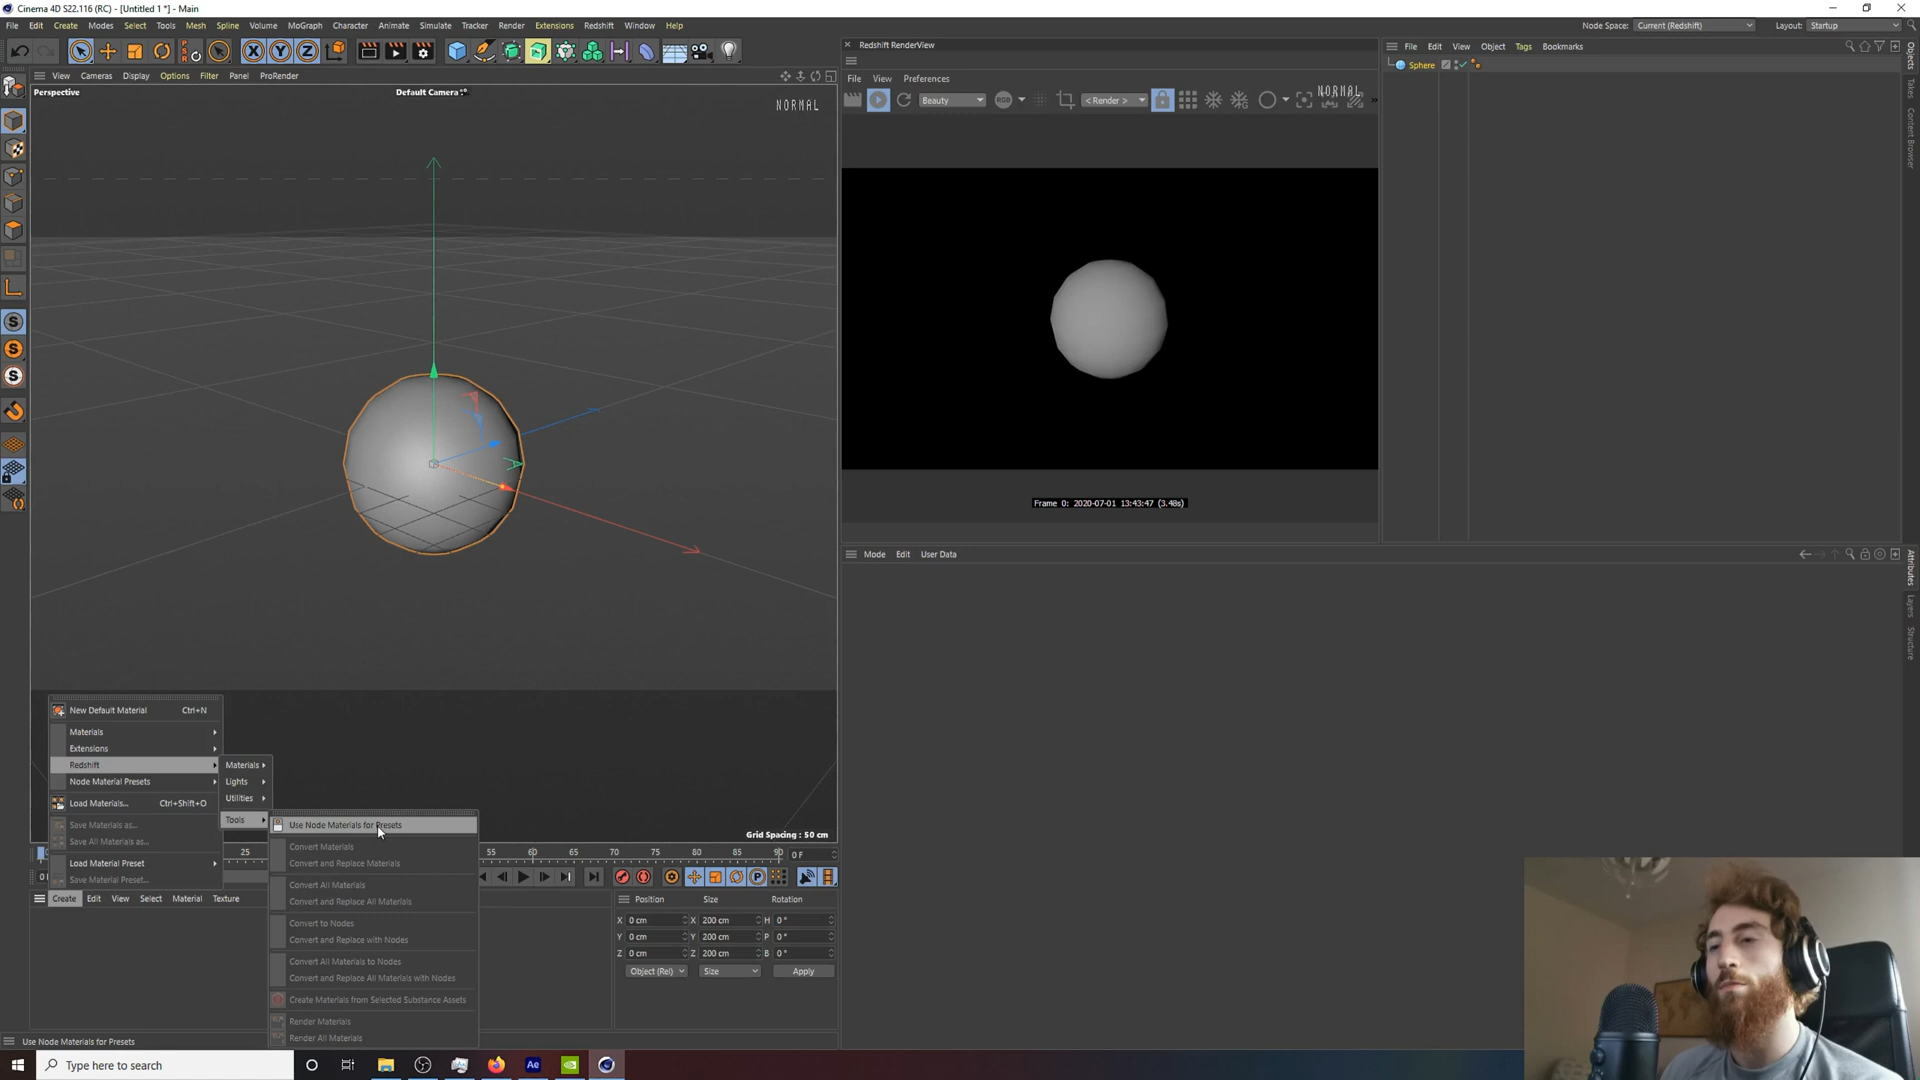 Cinema 4D S22.116 (RC) - [Untitled 1 *] - Main
File Edit Create Modes Select Tools Mesh Spline Volume MoGraph Character Animate Simulate Tracker Render Extensions Redshift Window Help
Node Space: Current (Redshift) Layout: Startup
View Cameras Display Options Filter Panel ProRender
Perspective
Default Camera
NORMAL
Redshift RenderView
File View Preferences
Beauty
RGB
< Render >
NORMAL
Frame 0: 2020-07-01 13:43:47 (3.40s)
File Edit View Object Tags Bookmarks
Sphere
Objects
Takes
Content Browser
Mode Edit User Data
Attributes
Layers
Structure
New Default Material Ctrl+N
Materials
Extensions
Redshift
Node Material Presets
Load Materials... Ctrl+Shift+O
Save Materials as...
Save All Materials as...
Load Material Preset
Save Material Preset...
Materials
Lights
Utilities
Tools
Use Node Materials for Presets
Convert Materials
Convert and Replace Materials
Convert All Materials
Convert and Replace All Materials
Convert to Nodes
Convert and Replace with Nodes
Convert All Materials to Nodes
Convert and Replace All Materials with Nodes
Create Materials from Selected Substance Assets
Render Materials
Render All Materials
Grid Spacing : 50 cm
25 55 60 65 70 75 80 85 90 0 F
Create Edit View Select Material Texture
Position Size Rotation
X 0 cm X 200 cm H 0 °
Y 0 cm Y 200 cm P 0 °
Z 0 cm Z 200 cm B 0 °
Object (Rel) Size Apply
Use Node Materials for Presets
Type here to search
Ae